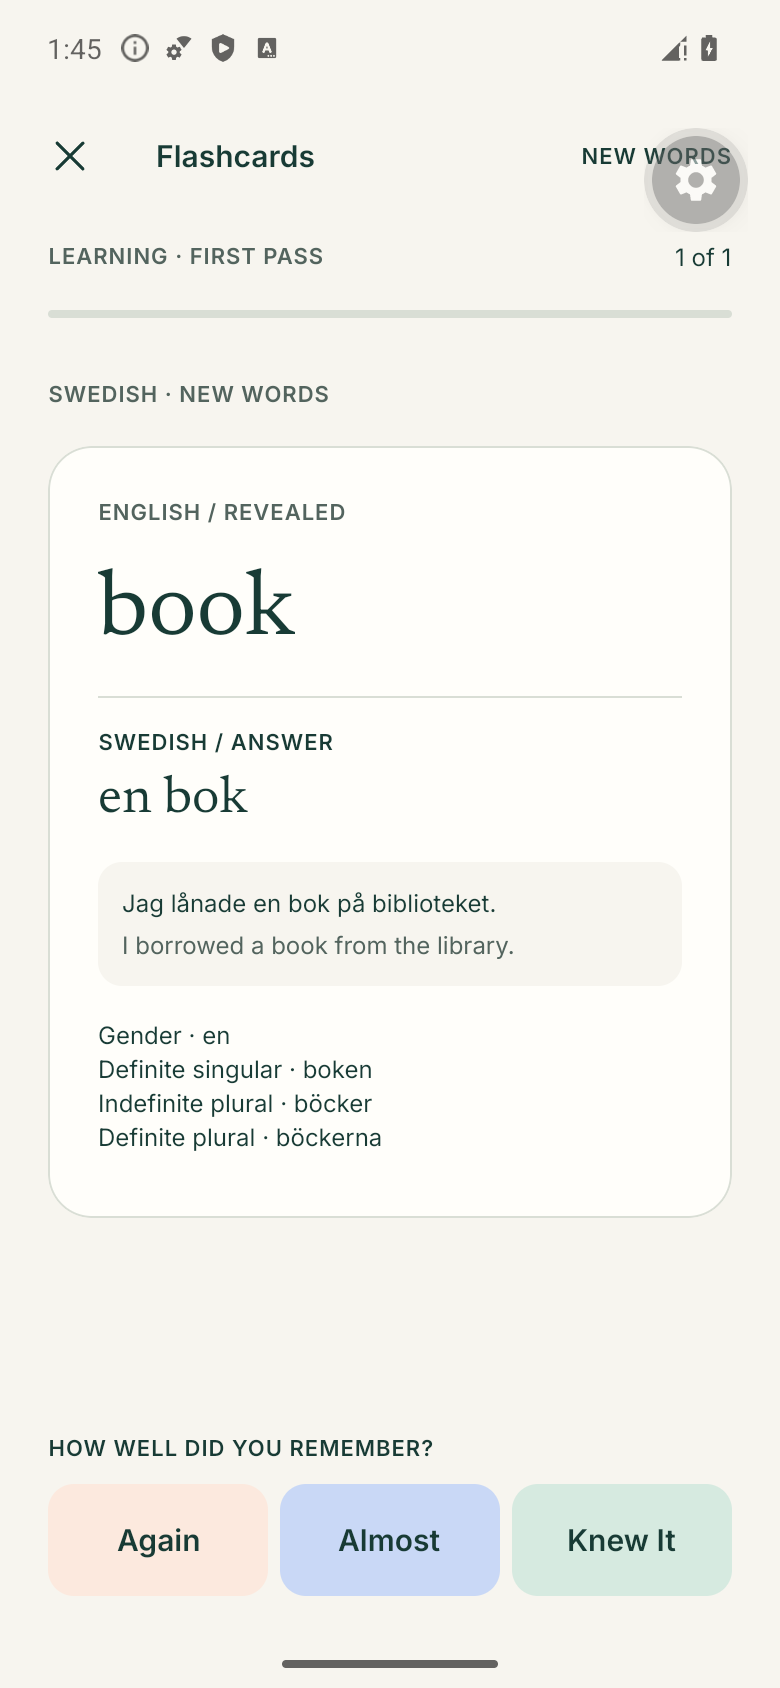 1:45
Flashcards
NEW WORDS
LEARNING · FIRST PASS
1 of 1
SWEDISH · NEW WORDS
ENGLISH / REVEALED
book
SWEDISH / ANSWER
en bok
Jag lånade en bok på biblioteket.
I borrowed a book from the library.
Gender · en
Definite singular · boken
Indefinite plural · böcker
Definite plural · böckerna
HOW WELL DID YOU REMEMBER?
Again
Almost
Knew It